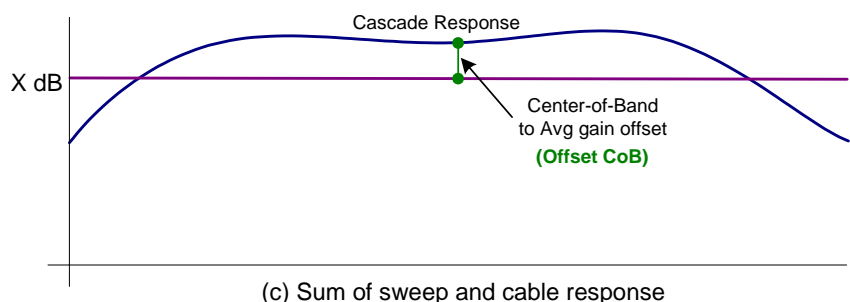 Cascade Response
X dB
Center-of-Band
to Avg gain offset
(Offset CoB)
(c) Sum of sweep and cable response